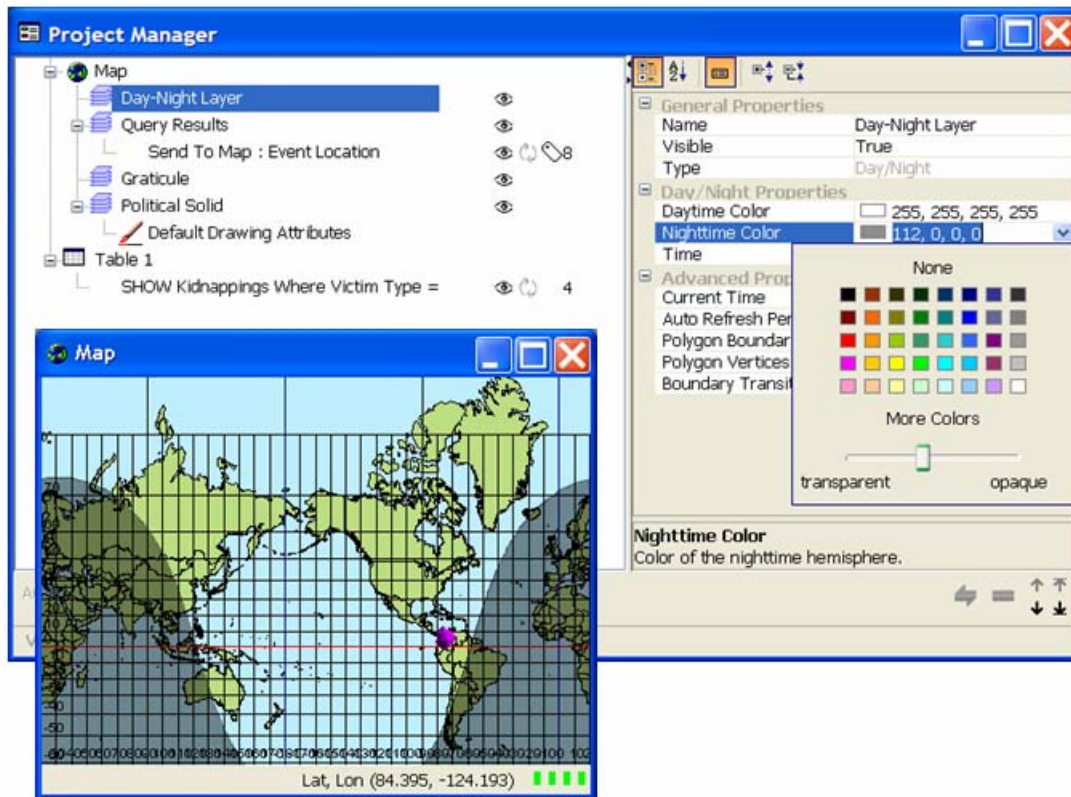 Project Manager
Map
Day-Night Layer
Query Results
Send To Map : Event Location 8
Graticule
Political Solid
Default Drawing Attributes
Table 1
SHOW Kidnappings Where Victim Type = 4
General Properties
Name Day-Night Layer
Visible True
Type Day/Night
Day/Night Properties
Daytime Color 255, 255, 255, 255
Nighttime Color 112, 0, 0, 0
Time
Advanced Prop
Current Time
Auto Refresh Per
Polygon Boundar
Polygon Vertices
Boundary Transit
None
More Colors
transparent opaque
Nighttime Color
Color of the nighttime hemisphere.
Map
Lat, Lon (84.395, -124.193)